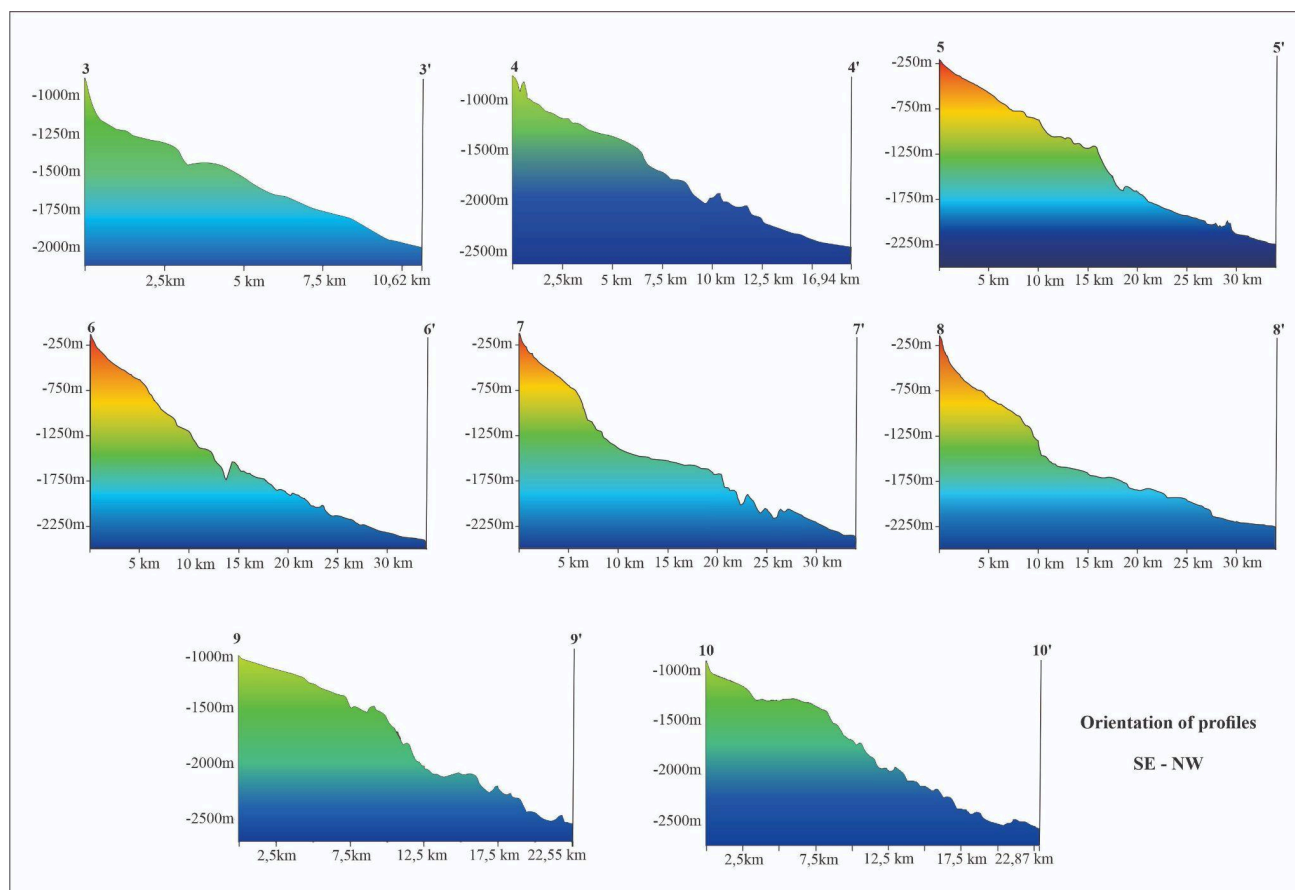 3 3'
-1000m
-1250m
-1500m
-1750m
-2000m
2,5km 5 km 7,5km 10,62 km
4 4'
-1000m
-1500m
-2000m
-2500m
2,5km 5 km 7,5 km 10 km 12,5 km 16,94 km
5 5'
-250m
-750m
-1250m
-1750m
-2250m
5 km 10 km 15 km 20 km 25 km 30 km
6 6'
-250m
-750m
-1250m
-1750m
-2250m
5 km 10 km 15 km 20 km 25 km 30 km
7 7'
-250m
-750m
-1250m
-1750m
-2250m
5 km 10 km 15 km 20 km 25 km 30 km
8 8'
-250m
-750m
-1250m
-1750m
-2250m
5 km 10 km 15 km 20 km 25 km 30 km
9 9'
-1000m
-1500m
-2000m
-2500m
2,5km 7,5km 12,5 km 17,5 km 22,55 km
10 10'
-1000m
-1500m
-2000m
-2500m
2,5km 7,5km 12,5 km 17,5 km 22,87 km
Orientation of profiles
SE - NW